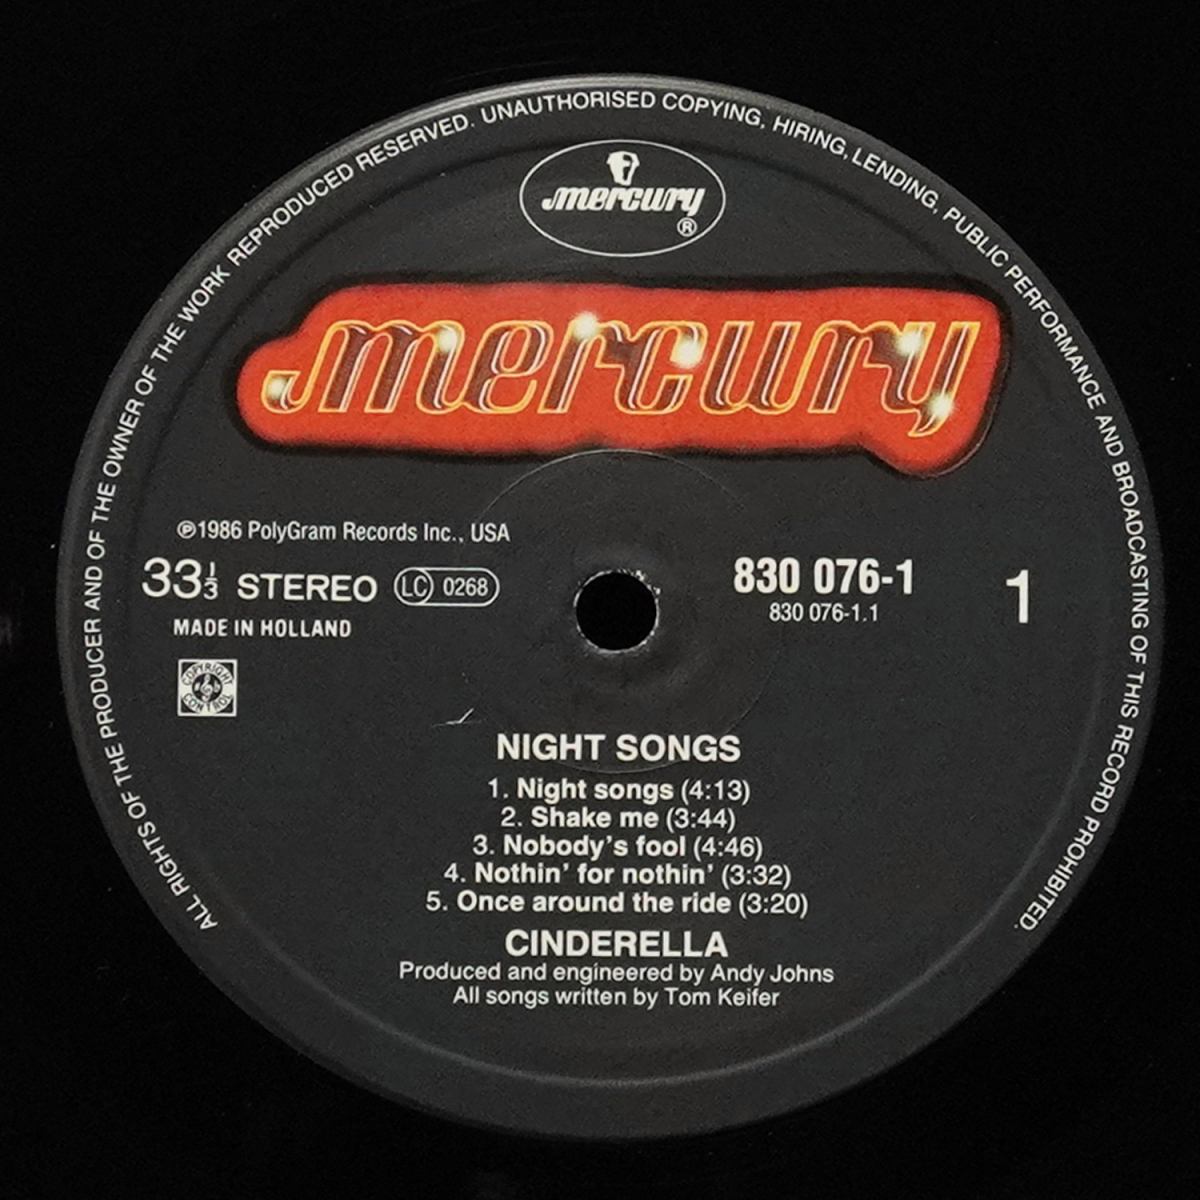 ALL RIGHTS OF THE PRODUCER AND OF THE OWNER OF THE WORK REPRODUCED RESERVED. UNAUTHORISED COPYING, HIRING, LENDING, PUBLIC PERFORMANCE AND BROADCASTING OF THIS RECORD PROHIBITED.
mercury
®
mercury
℗1986 PolyGram Records Inc., USA
33⅓ STEREO LC 0268
MADE IN HOLLAND
COPYRIGHT CONTROL
830 076-1
830 076-1.1
1
NIGHT SONGS
1. Night songs (4:13)
2. Shake me (3:44)
3. Nobody's fool (4:46)
4. Nothin' for nothin' (3:32)
5. Once around the ride (3:20)
CINDERELLA
Produced and engineered by Andy Johns
All songs written by Tom Keifer